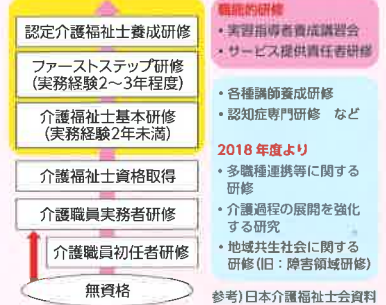 認定介護福祉士養成研修
ファーストステップ研修
(実務経験2～3年程度)
介護福祉士基本研修
(実務経験2年未満)
介護福祉士資格取得
介護職員実務者研修
介護職員初任者研修
無資格
職能的研修
・実習指導者養成講習会
・サービス提供責任者研修
・各種講師養成研修
・認知症専門研修 など
2018年度より
・多職種連携等に関する
研修
・介護過程の展開を強化
する研究
・地域共生社会に関する
研修(旧：障害領域研修)
参考)日本介護福祉士会資料